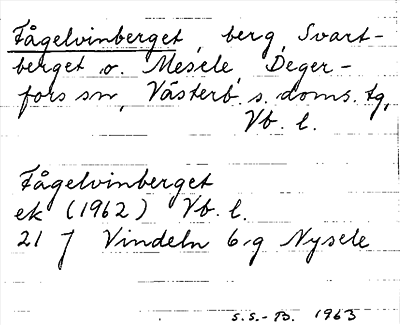 Fågelvinberget, berg, Svart-
berget o. Mesele, Deger-
fors sn, Västerb. s. doms. tg,
Vb. l.
Fågelvinberget
ek (1962) Vb. l.
21 J Vindeln 6 g Nysele
S.S.-B. 1963